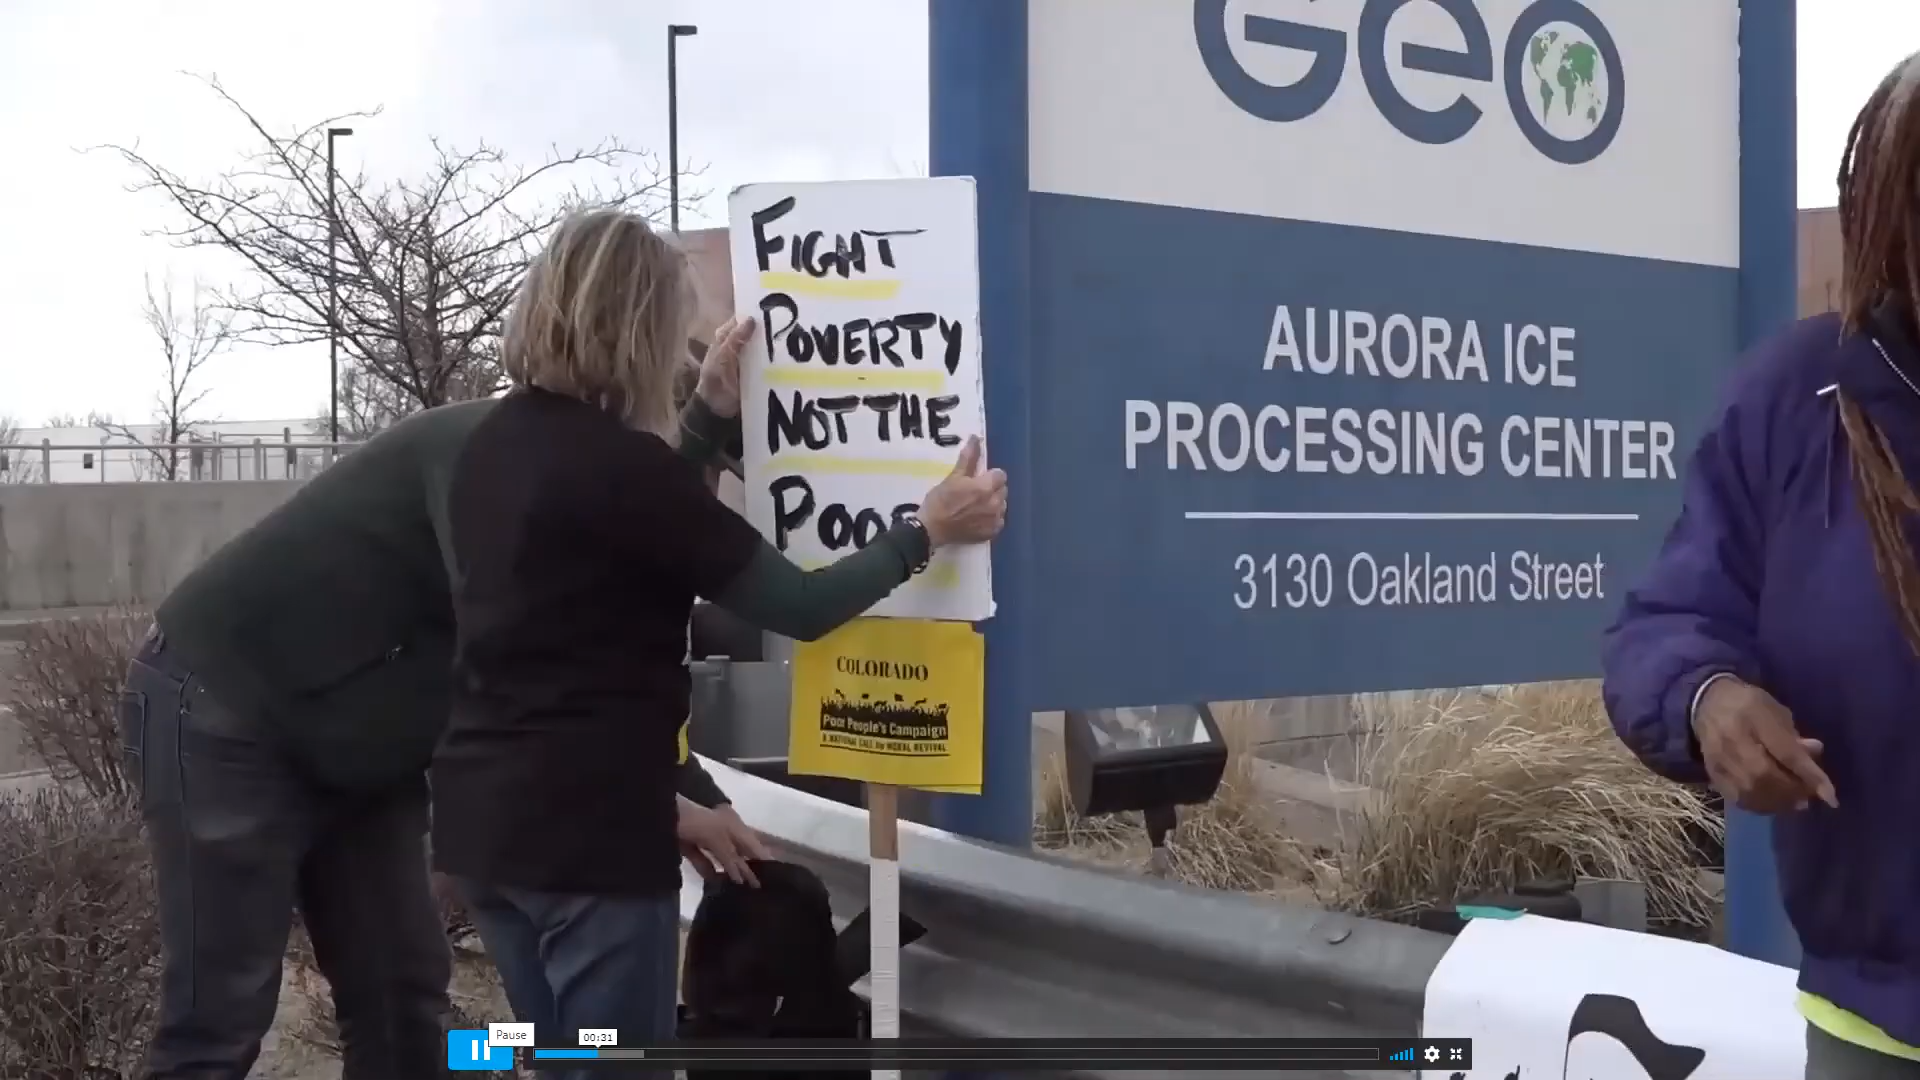 GEO
AURORA ICE
PROCESSING CENTER
3130 Oakland Street
FIGHT
POVERTY
NOT THE
POOR
COLORADO
Poor People's Campaign
A NATIONAL CALL for MORAL REVIVAL
Pause
00:31